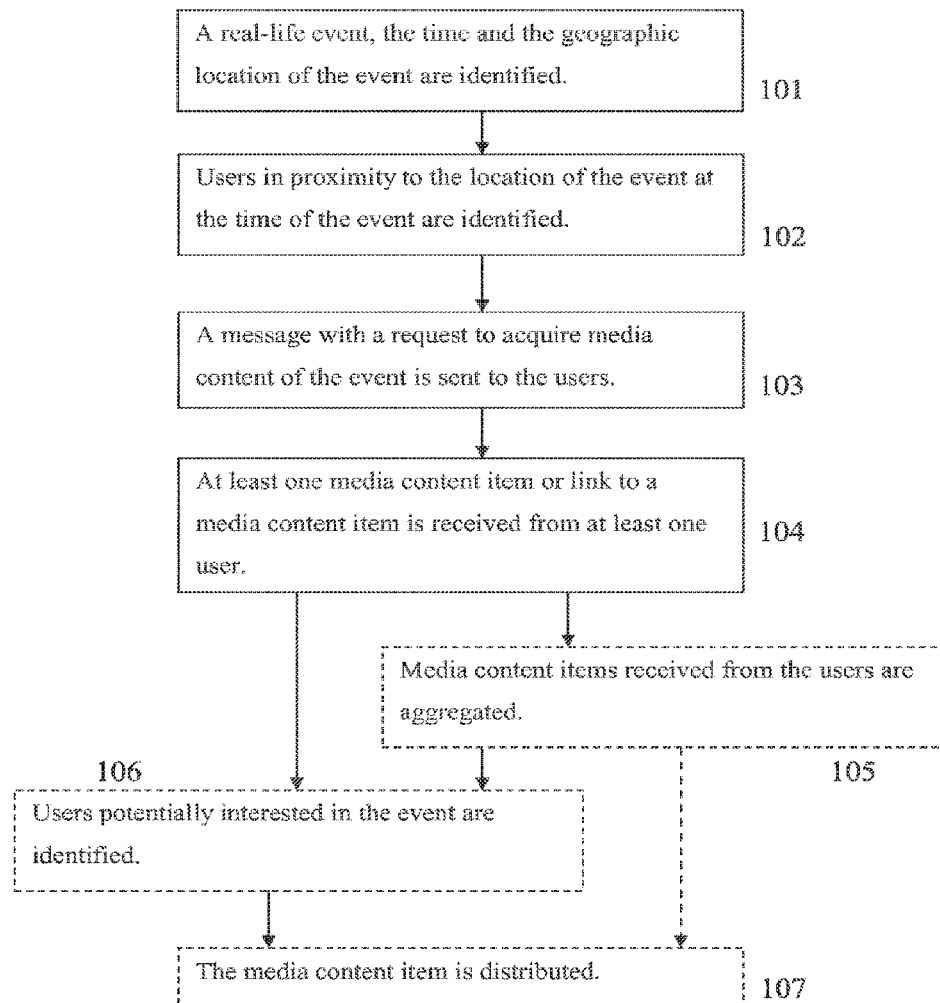 A real-life event, the time and the geographic
location of the event are identified.
101
Users in proximity to the location of the event at
the time of the event are identified.
102
A message with a request to acquire media
content of the event is sent to the users.
103
At least one media content item or link to a
media content item is received from at least one
user.
104
Media content items received from the users are
aggregated.
105
106
Users potentially interested in the event are
identified.
The media content item is distributed.
107